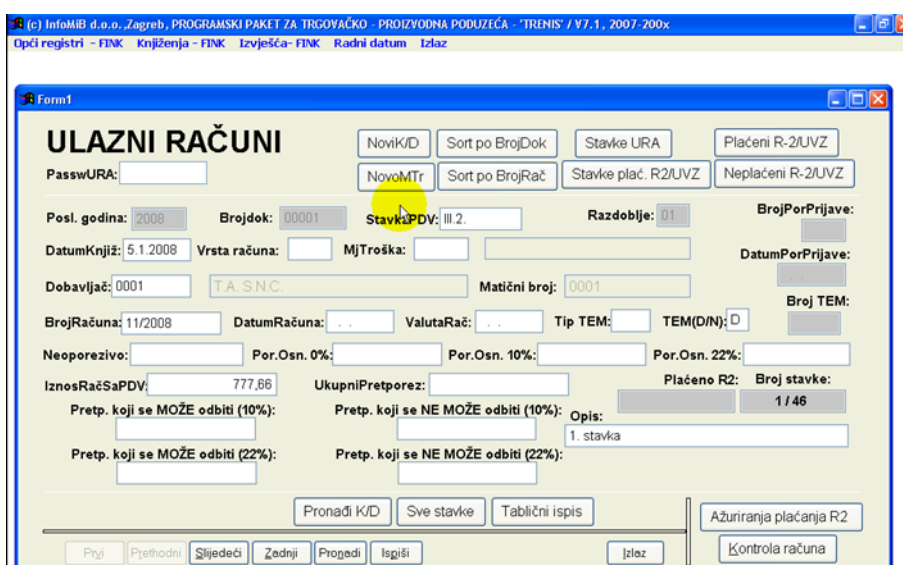 (c) InfoMiB d.o.o. ,Zagreb, PROGRAMSKI PAKET ZA TRGOVAČKO - PROIZVODNA PODUZEĆA - 'TRENIS' / V7.1, 2007-200x
Opći registri - FINK Knjiženja - FINK Izvješća- FINK Radni datum Izlaz
Form1
ULAZNI RAČUNI
NoviK/D Sort po BrojDok Stavke URA Plaćeni R-2/UVZ
PasswURA: NovoMTr Sort po BrojRač Stavke plać. R2/UVZ Neplaćeni R-2/UVZ
Posl. godina: 2008 Brojdok: 00001 StavkaPDV: III.2. Razdoblje: 01 BrojPorPrijave:
DatumKnjiž: 5.1.2008 Vrsta računa: MjTroška: DatumPorPrijave:
. .
Dobavljač: 0001 T.A. S.N.C. Matični broj: 0001
Broj TEM:
BrojRačuna: 11/2008 DatumRačuna: . . ValutaRač: . . Tip TEM: TEM(D/N): D
Neoporezivo: Por.Osn. 0%: Por.Osn. 10%: Por.Osn. 22%:
IznosRačSaPDV: 777,66 UkupniPretporez: Plaćeno R2: Broj stavke:
1 / 46
Pretp. koji se MOŽE odbiti (10%): Pretp. koji se NE MOŽE odbiti (10%): Opis:
1. stavka
Pretp. koji se MOŽE odbiti (22%): Pretp. koji se NE MOŽE odbiti (22%):
Pronađi K/D Sve stavke Tablični ispis Ažuriranja plaćanja R2
Prvi Prethodni Slijedeći Zadnji Pronađi Ispiši Izlaz Kontrola računa